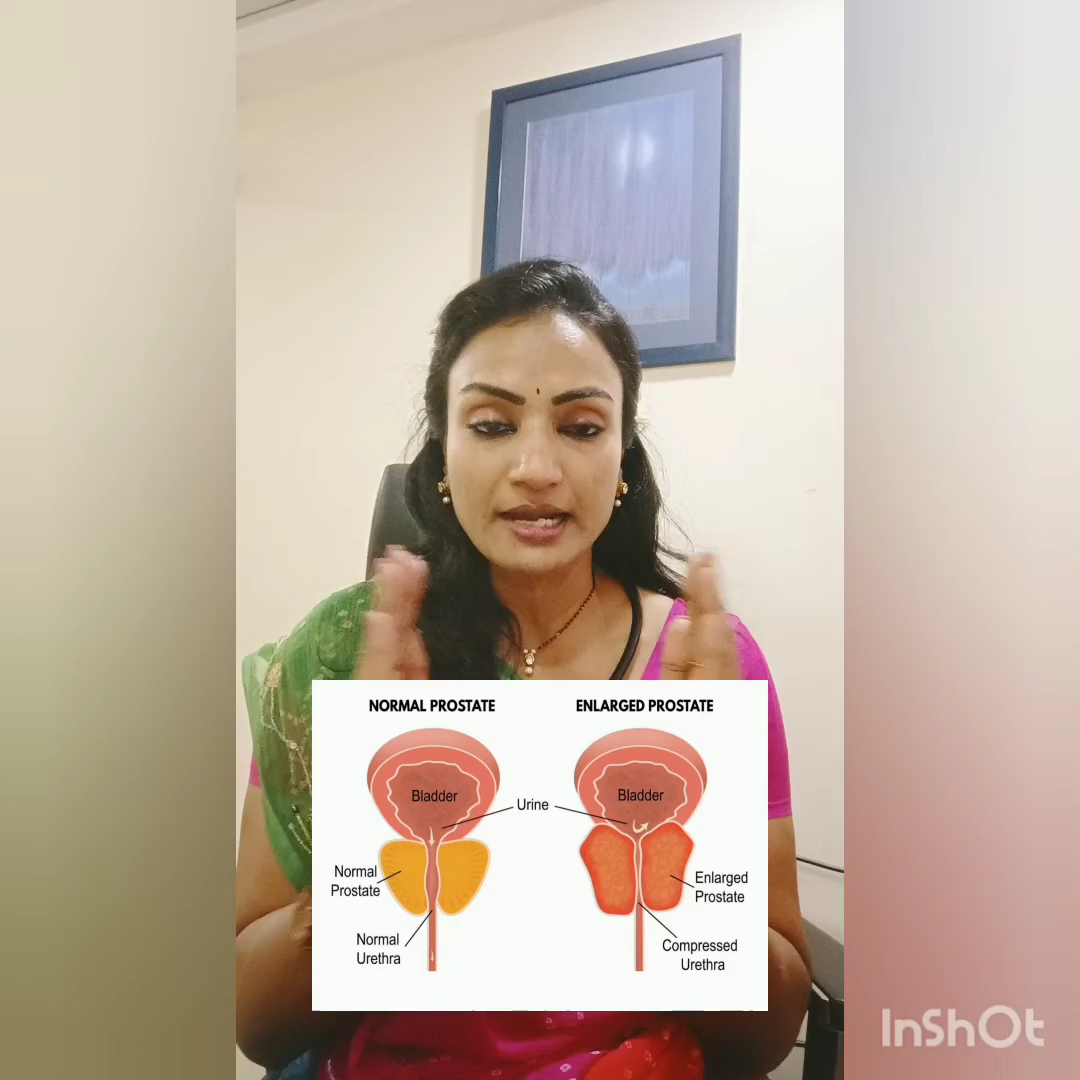 NORMAL PROSTATE
ENLARGED PROSTATE
Bladder
Urine
Bladder
Normal
Prostate
Enlarged
Prostate
Normal
Urethra
Compressed
Urethra
InShOt